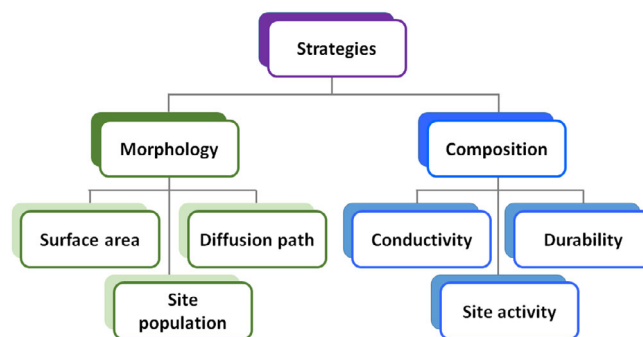 Strategies
Morphology
Composition
Surface area
Diffusion path
Conductivity
Durability
Site
population
Site activity